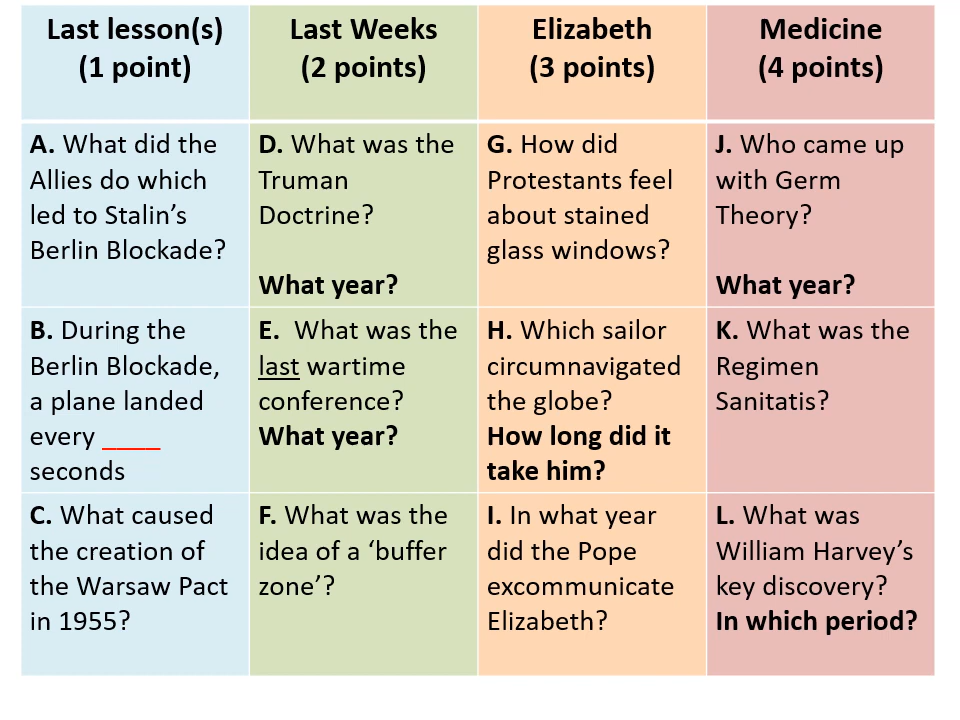 Last lesson(s)
(1 point)
Last Weeks
(2 points)
Elizabeth
(3 points)
Medicine
(4 points)
A. What did the
Allies do which
led to Stalin’s
Berlin Blockade?
D. What was the
Truman
Doctrine?
What year?
G. How did
Protestants feel
about stained
glass windows?
J. Who came up
with Germ
Theory?
What year?
B. During the
Berlin Blockade,
a plane landed
every ____
seconds
E.  What was the
last wartime
conference?
What year?
H. Which sailor
circumnavigated
the globe?
How long did it
take him?
K. What was the
Regimen
Sanitatis?
C. What caused
the creation of
the Warsaw Pact
in 1955?
F. What was the
idea of a ‘buffer
zone’?
I. In what year
did the Pope
excommunicate
Elizabeth?
L. What was
William Harvey’s
key discovery?
In which period?